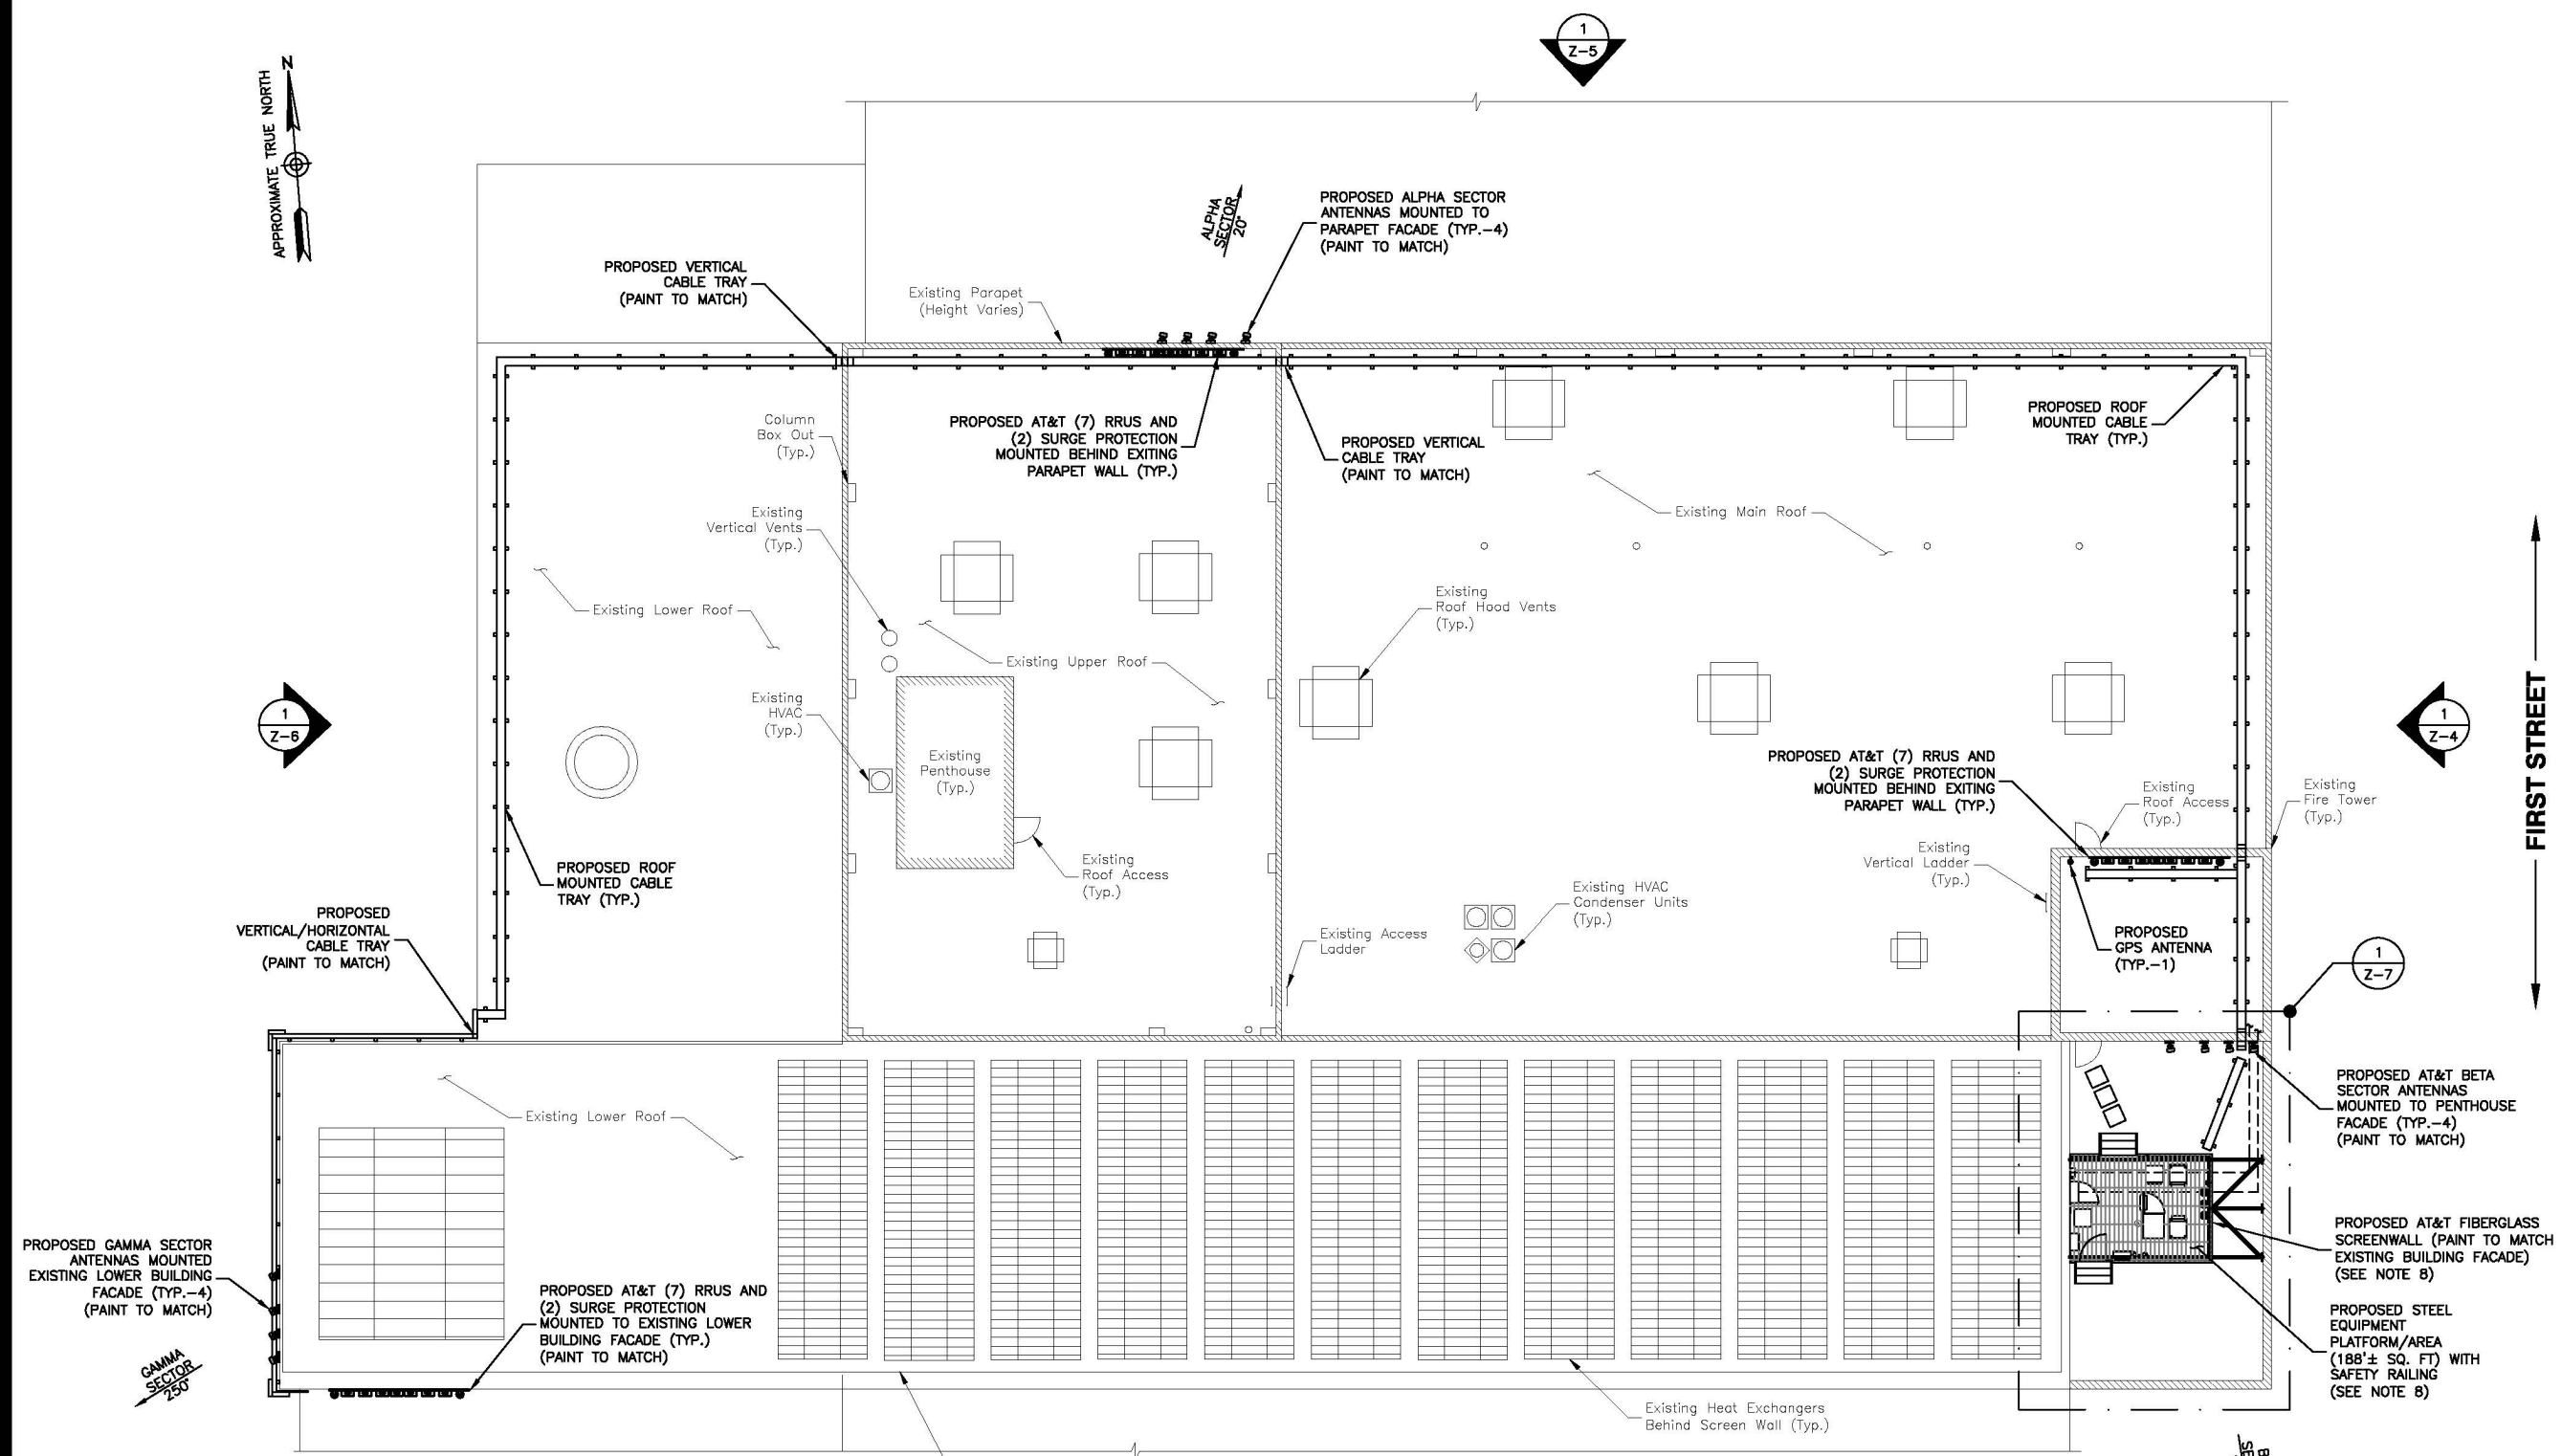 1
Z-5
N
APPROXIMATE TRUE NORTH
ALPHA
SECTOR
20°
PROPOSED ALPHA SECTOR
ANTENNAS MOUNTED TO
PARAPET FACADE (TYP.-4)
(PAINT TO MATCH)
PROPOSED VERTICAL
CABLE TRAY
(PAINT TO MATCH)
Existing Parapet
(Height Varies)
Column
Box Out
(Typ.)
PROPOSED AT&T (7) RRUS AND
(2) SURGE PROTECTION
MOUNTED BEHIND EXITING
PARAPET WALL (TYP.)
PROPOSED VERTICAL
CABLE TRAY
(PAINT TO MATCH)
PROPOSED ROOF
MOUNTED CABLE
TRAY (TYP.)
Existing
Vertical Vents
(Typ.)
Existing Main Roof
Existing Lower Roof
Existing Upper Roof
Existing
Roof Hood Vents
(Typ.)
Existing
HVAC
(Typ.)
Existing
Penthouse
(Typ.)
1
Z-6
1
Z-4
FIRST STREET
PROPOSED AT&T (7) RRUS AND
(2) SURGE PROTECTION
MOUNTED BEHIND EXITING
PARAPET WALL (TYP.)
Existing
Roof Access
(Typ.)
Existing
Fire Tower
(Typ.)
PROPOSED ROOF
MOUNTED CABLE
TRAY (TYP.)
Existing
Roof Access
(Typ.)
Existing
Vertical Ladder
(Typ.)
Existing HVAC
Condenser Units
(Typ.)
PROPOSED
VERTICAL/HORIZONTAL
CABLE TRAY
(PAINT TO MATCH)
Existing Access
Ladder
PROPOSED
GPS ANTENNA
(TYP.-1)
1
Z-7
Existing Lower Roof
PROPOSED AT&T BETA
SECTOR ANTENNAS
MOUNTED TO PENTHOUSE
FACADE (TYP.-4)
(PAINT TO MATCH)
PROPOSED GAMMA SECTOR
ANTENNAS MOUNTED
EXISTING LOWER BUILDING
FACADE (TYP.-4)
(PAINT TO MATCH)
PROPOSED AT&T (7) RRUS AND
(2) SURGE PROTECTION
MOUNTED TO EXISTING LOWER
BUILDING FACADE (TYP.)
(PAINT TO MATCH)
PROPOSED AT&T FIBERGLASS
SCREENWALL (PAINT TO MATCH
EXISTING BUILDING FACADE)
(SEE NOTE 8)
PROPOSED STEEL
EQUIPMENT
PLATFORM/AREA
(188'± SQ. FT) WITH
SAFETY RAILING
(SEE NOTE 8)
GAMMA
SECTOR
250°
Existing Heat Exchangers
Behind Screen Wall (Typ.)